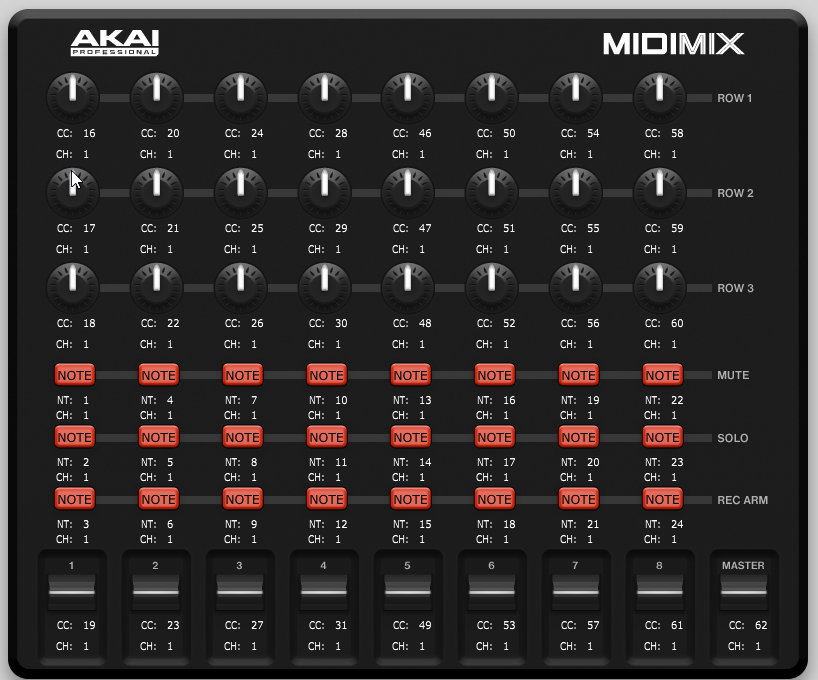 AKAI
PROFESSIONAL
MIDIMIX
ROW 1
CC: 16 CC: 20 CC: 24 CC: 28 CC: 46 CC: 50 CC: 54 CC: 58
CH: 1 CH: 1 CH: 1 CH: 1 CH: 1 CH: 1 CH: 1 CH: 1
ROW 2
CC: 17 CC: 21 CC: 25 CC: 29 CC: 47 CC: 51 CC: 55 CC: 59
CH: 1 CH: 1 CH: 1 CH: 1 CH: 1 CH: 1 CH: 1 CH: 1
ROW 3
CC: 18 CC: 22 CC: 26 CC: 30 CC: 48 CC: 52 CC: 56 CC: 60
CH: 1 CH: 1 CH: 1 CH: 1 CH: 1 CH: 1 CH: 1 CH: 1
NOTE NOTE NOTE NOTE NOTE NOTE NOTE NOTE MUTE
NT: 1 NT: 4 NT: 7 NT: 10 NT: 13 NT: 16 NT: 19 NT: 22
CH: 1 CH: 1 CH: 1 CH: 1 CH: 1 CH: 1 CH: 1 CH: 1
NOTE NOTE NOTE NOTE NOTE NOTE NOTE NOTE SOLO
NT: 2 NT: 5 NT: 8 NT: 11 NT: 14 NT: 17 NT: 20 NT: 23
CH: 1 CH: 1 CH: 1 CH: 1 CH: 1 CH: 1 CH: 1 CH: 1
NOTE NOTE NOTE NOTE NOTE NOTE NOTE NOTE REC ARM
NT: 3 NT: 6 NT: 9 NT: 12 NT: 15 NT: 18 NT: 21 NT: 24
CH: 1 CH: 1 CH: 1 CH: 1 CH: 1 CH: 1 CH: 1 CH: 1
1 2 3 4 5 6 7 8 MASTER
CC: 19 CC: 23 CC: 27 CC: 31 CC: 49 CC: 53 CC: 57 CC: 61 CC: 62
CH: 1 CH: 1 CH: 1 CH: 1 CH: 1 CH: 1 CH: 1 CH: 1 CH: 1